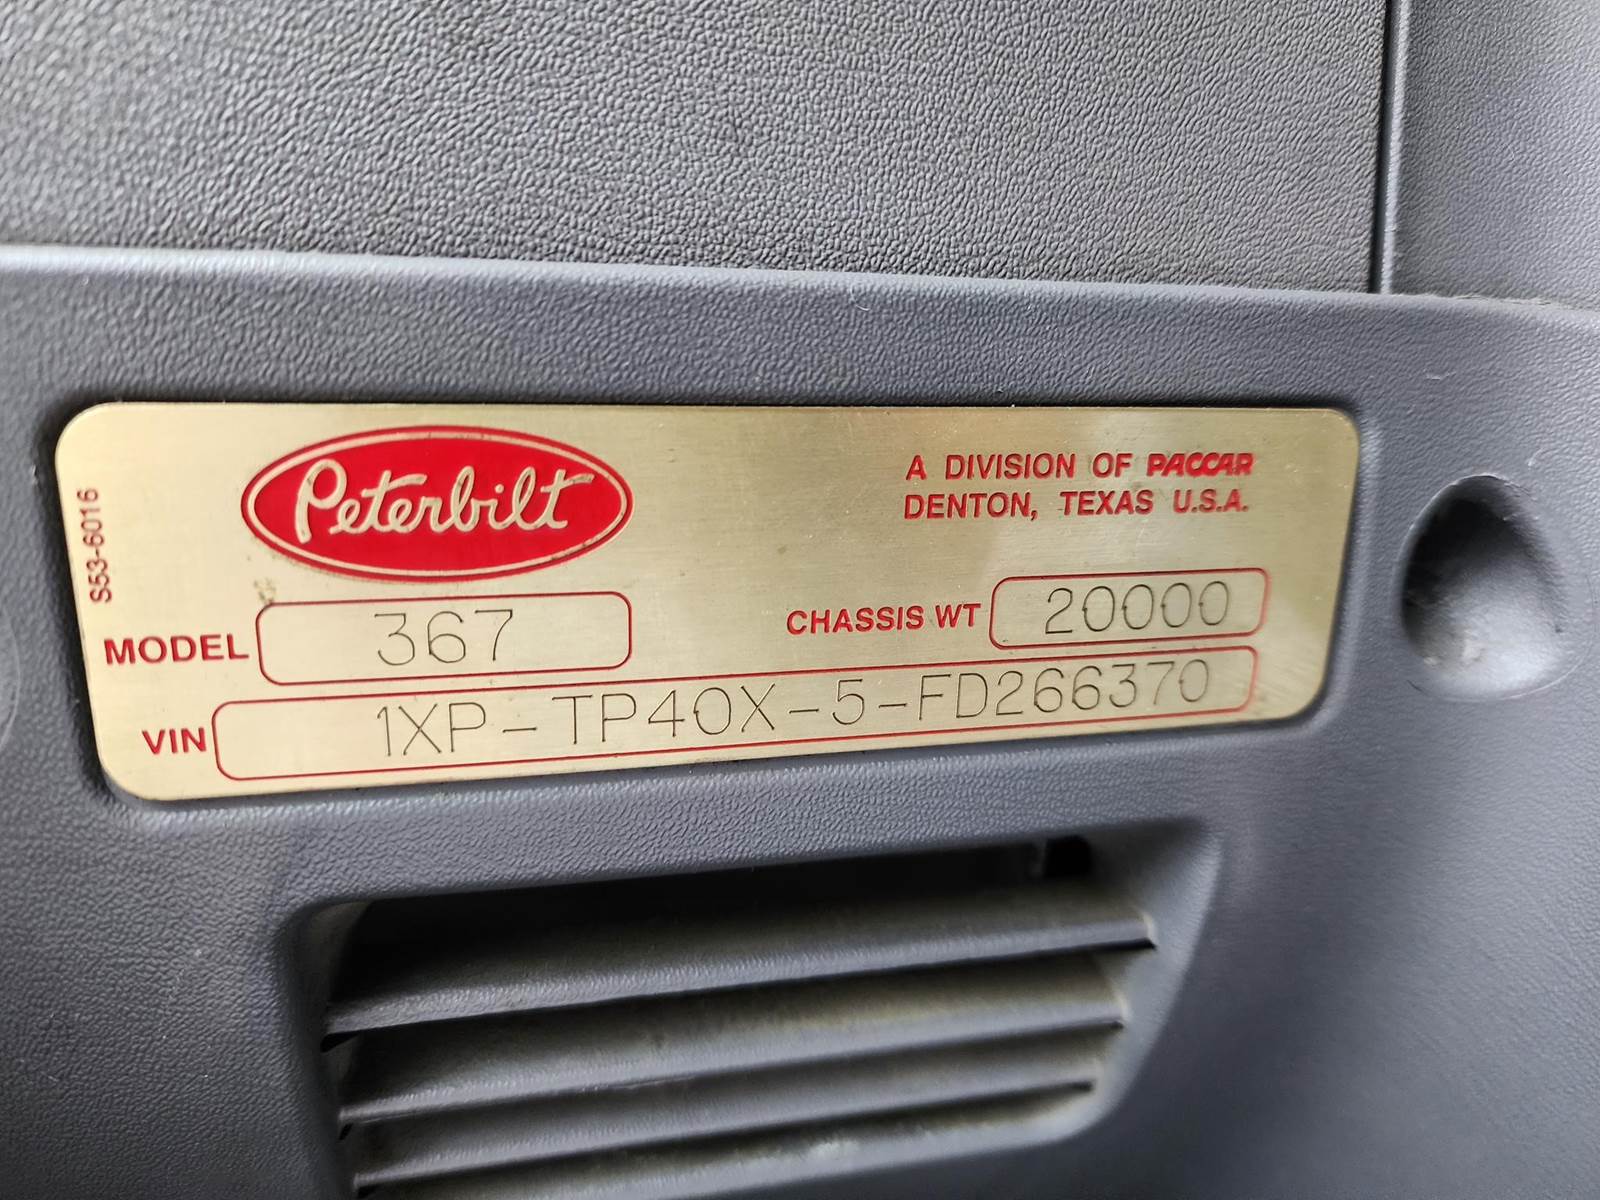 Peterbilt
A DIVISION OF PACCAR
DENTON, TEXAS U.S.A.
S53-6016
MODEL 367
CHASSIS WT 20000
VIN 1XP-TP40X-5-FD266370